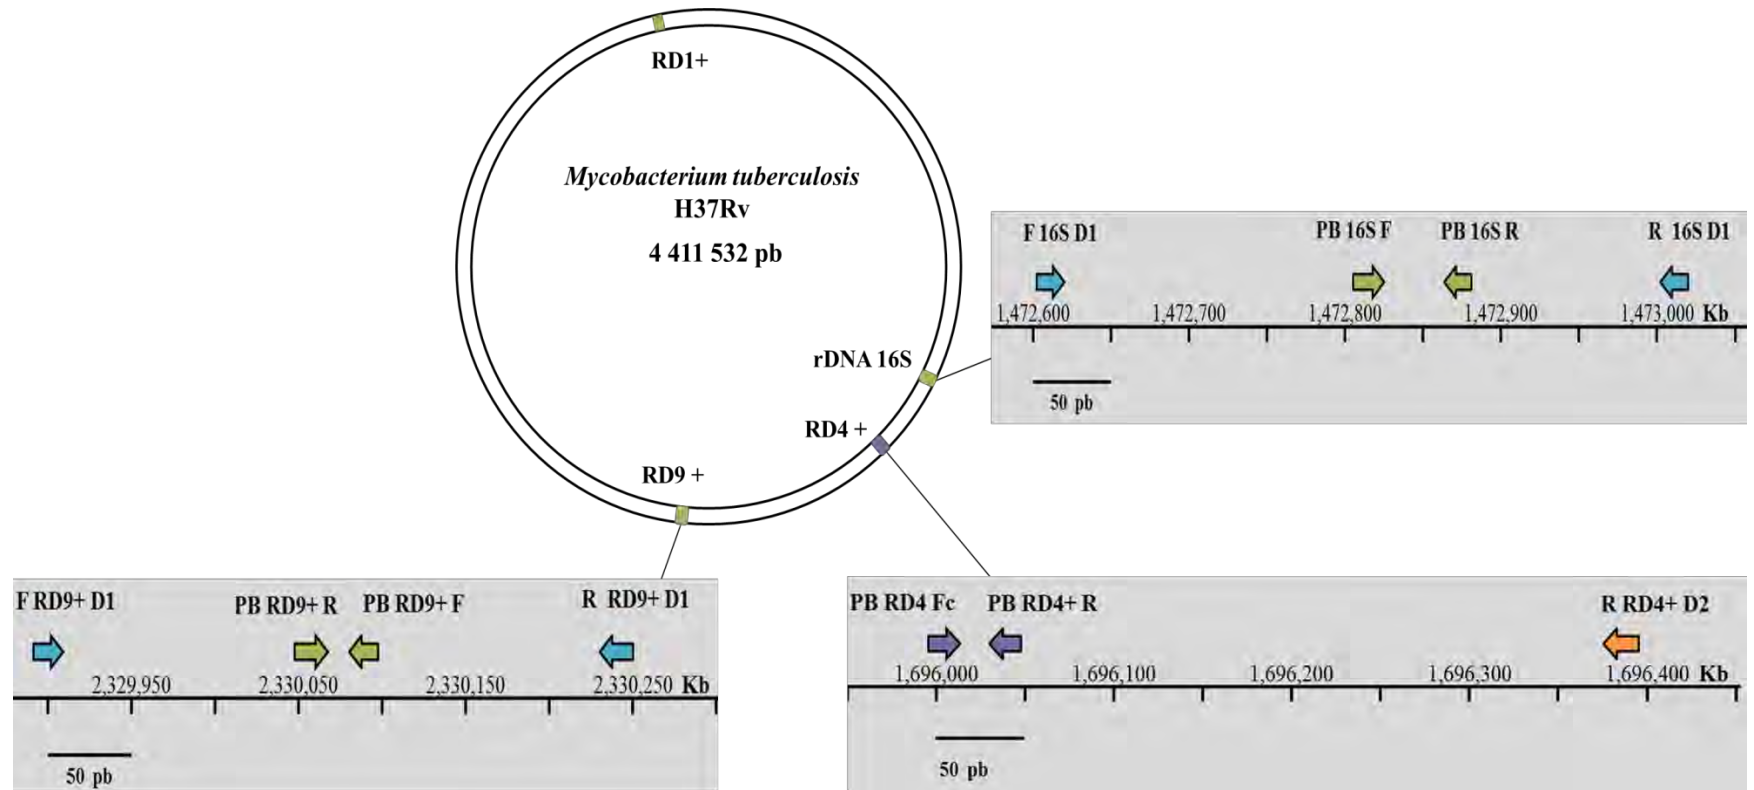 RD1+
Mycobacterium tuberculosis
H37Rv
4 411 532 pb
rDNA 16S
RD4 +
RD9 +
F 16S D1 PB 16S F PB 16S R R 16S D1
1,472,600 1,472,700 1,472,800 1,472,900 1,473,000 Kb
50 pb
F RD9+ D1 PB RD9+ R PB RD9+ F R RD9+ D1
2,329,950 2,330,050 2,330,150 2,330,250 Kb
50 pb
PB RD4 Fc PB RD4+ R R RD4+ D2
1,696,000 1,696,100 1,696,200 1,696,300 1,696,400 Kb
50 pb